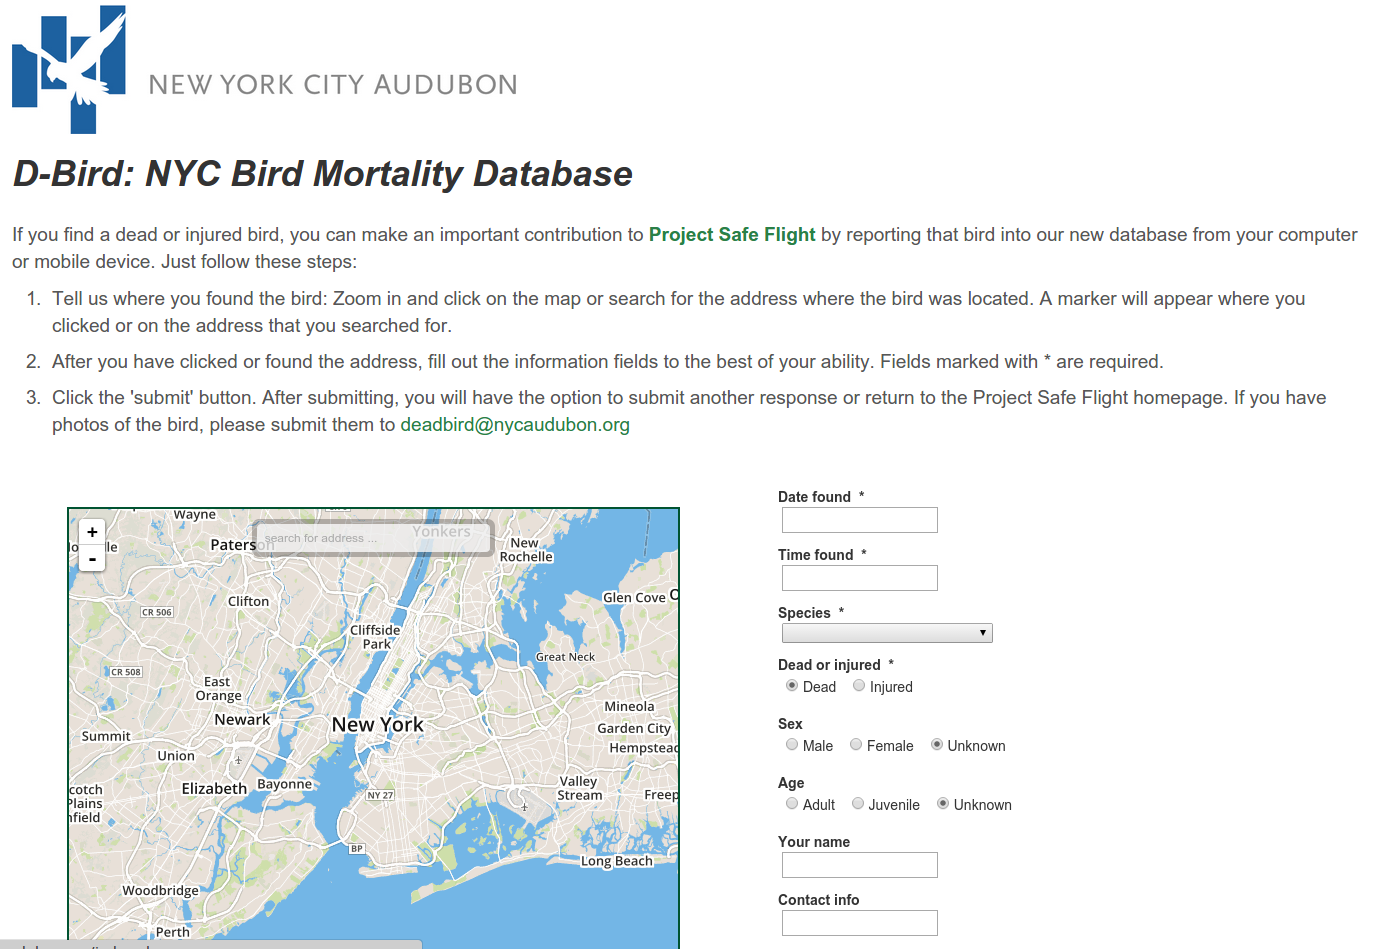 NEW YORK CITY AUDUBON
D-Bird: NYC Bird Mortality Database
If you find a dead or injured bird, you can make an important contribution to Project Safe Flight by reporting that bird into our new database from your computer
or mobile device. Just follow these steps:
1. Tell us where you found the bird: Zoom in and click on the map or search for the address where the bird was located. A marker will appear where you
clicked or on the address that you searched for.
2. After you have clicked or found the address, fill out the information fields to the best of your ability. Fields marked with * are required.
3. Click the 'submit' button. After submitting, you will have the option to submit another response or return to the Project Safe Flight homepage. If you have
photos of the bird, please submit them to deadbird@nycaudubon.org
+
-
search for address ...
Wayne
Yonkers
Paterson
New
Rochelle
Clifton
Glen Cove
CR 506
Cliffside
Park
Great Neck
CR 508
East
Orange
Newark
New York
Mineola
Garden City
Hempstead
Summit
Union
Elizabeth
Bayonne
Valley
Stream
Freep
cotch
Plains
nfield
NY 27
BP
Long Beach
Woodbridge
Perth
Date found *
Time found *
Species *
Dead or injured *
Dead Injured
Sex
Male Female Unknown
Age
Adult Juvenile Unknown
Your name
Contact info